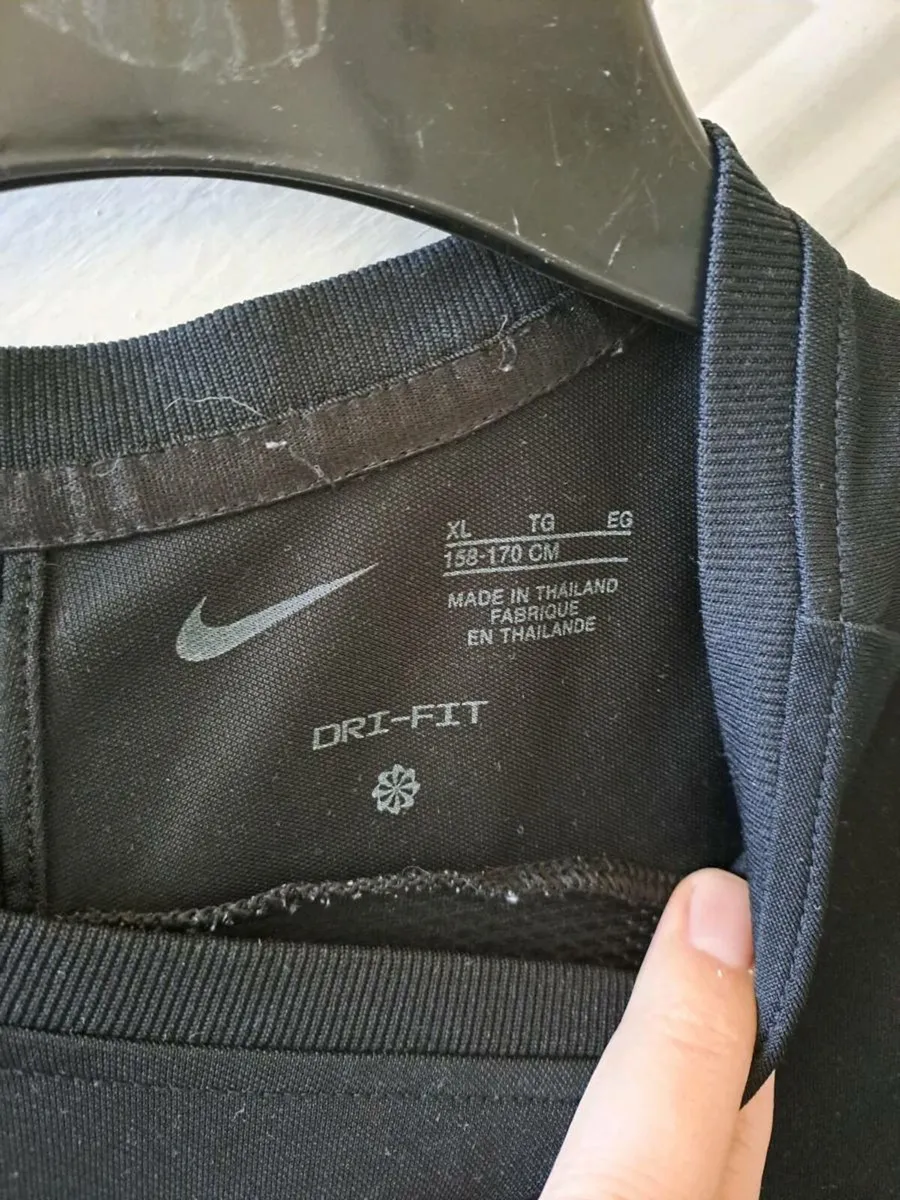 XL TG EG
158-170 CM
MADE IN THAILAND
FABRIQUE
EN THAILANDE
DRI-FIT